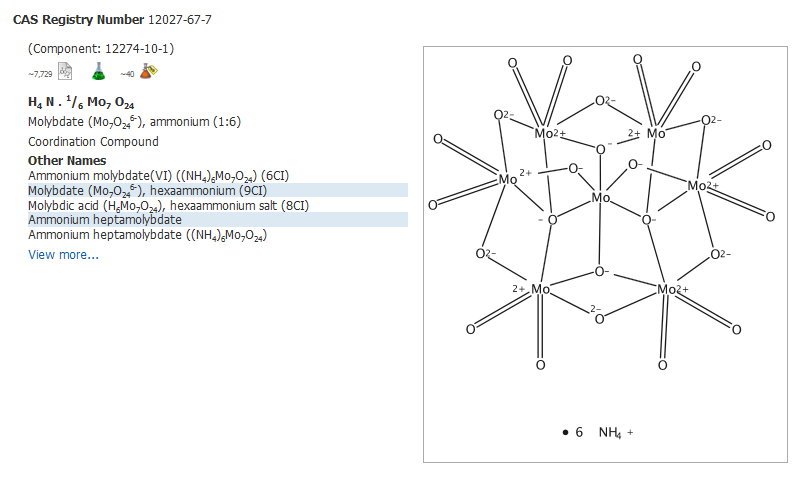 CAS Registry Number 12027-67-7
(Component: 12274-10-1)
~7,729 ~40
H₄ N . ¹/₆ Mo₇ O₂₄
Molybdate (Mo₇O₂₄⁶⁻), ammonium (1:6)
Coordination Compound
Other Names
Ammonium molybdate(VI) ((NH₄)₆Mo₇O₂₄) (6CI)
Molybdate (Mo₇O₂₄⁶⁻), hexaammonium (9CI)
Molybdic acid (H₆Mo₇O₂₄), hexaammonium salt (8CI)
Ammonium heptamolybdate
Ammonium heptamolybdate ((NH₄)₆Mo₇O₂₄)
View more...
O O O O
O2–
O2– O2–
O Mo2+ 2+ Mo O
O –
O– O–
Mo 2+ Mo2+
Mo
O O
– O O–
O2– O2–
O–
2+ Mo Mo2+
2–
O
O O
O O
• 6 NH₄ +